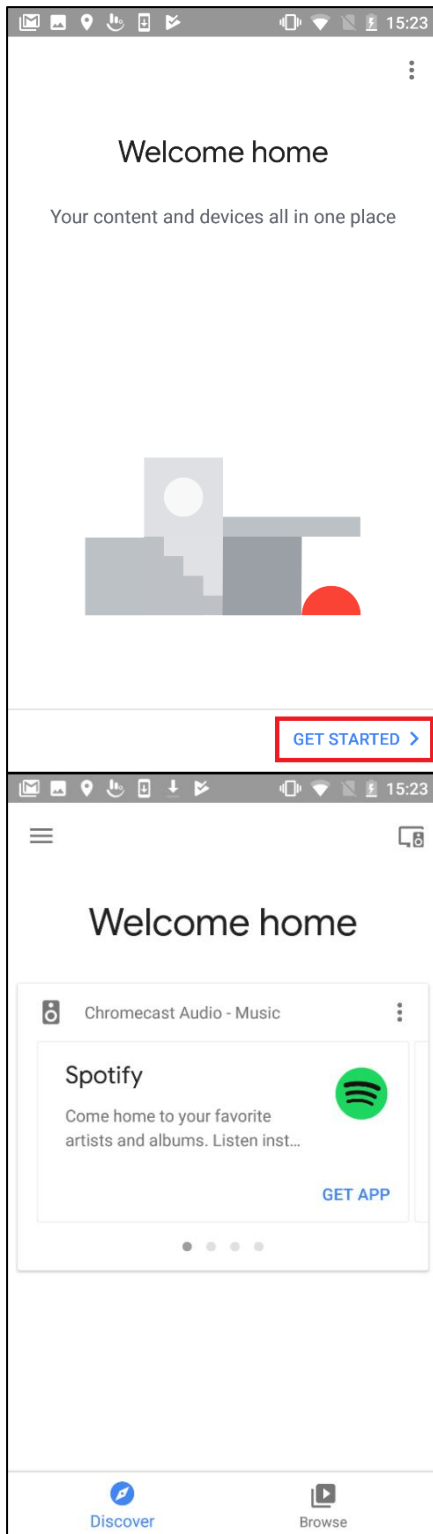 15:23
Welcome home
Your content and devices all in one place
GET STARTED
15:23
Welcome home
Chromecast Audio - Music
Spotify
Come home to your favorite
artists and albums. Listen inst...
GET APP
Discover
Browse